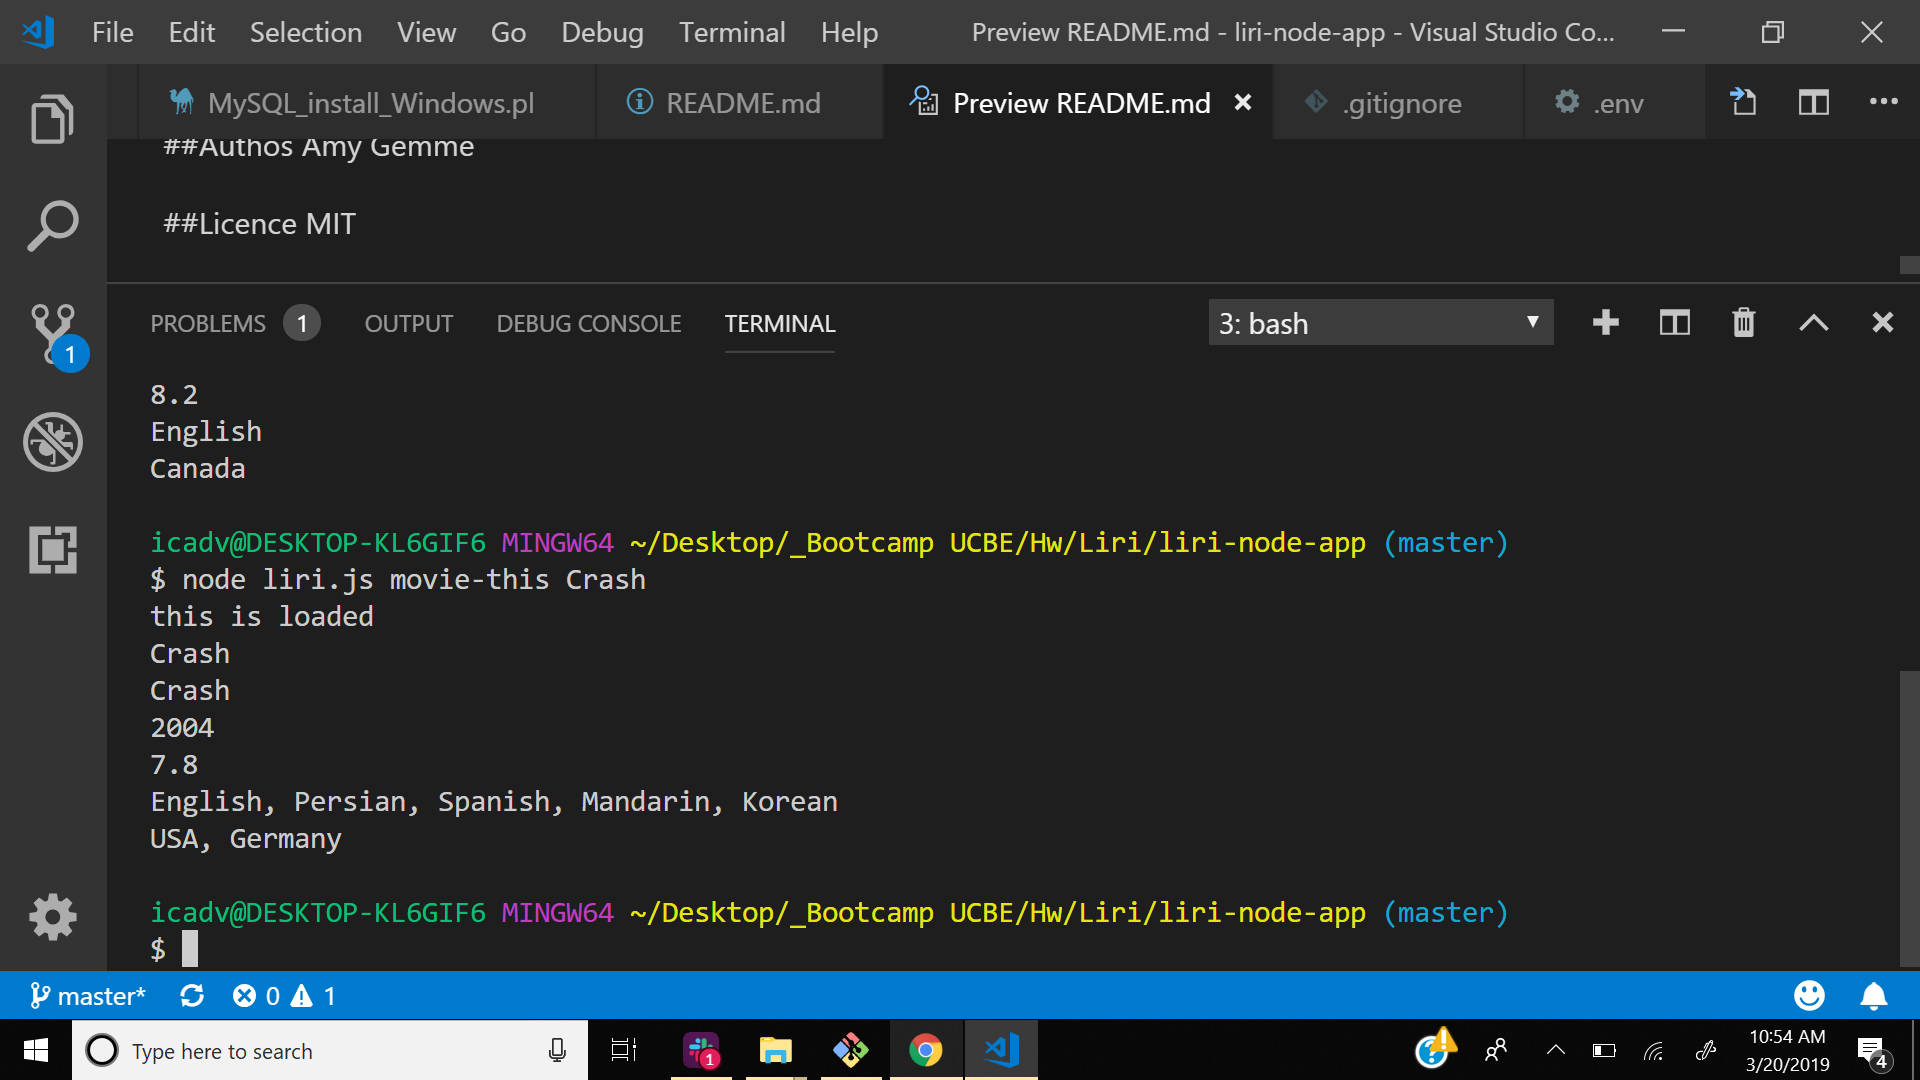 File Edit Selection View Go Debug Terminal Help Preview README.md - liri-node-app - Visual Studio Co...
MySQL_install_Windows.pl README.md Preview README.md .gitignore .env
##Authos Amy Gemme
##Licence MIT
PROBLEMS 1 OUTPUT DEBUG CONSOLE TERMINAL 3: bash
1
8.2
English
Canada
icadv@DESKTOP-KL6GIF6 MINGW64 ~/Desktop/_Bootcamp UCBE/Hw/Liri/liri-node-app (master)
$ node liri.js movie-this Crash
this is loaded
Crash
Crash
2004
7.8
English, Persian, Spanish, Mandarin, Korean
USA, Germany
icadv@DESKTOP-KL6GIF6 MINGW64 ~/Desktop/_Bootcamp UCBE/Hw/Liri/liri-node-app (master)
$
master* 0 1
Type here to search 1 10:54 AM
3/20/2019 4